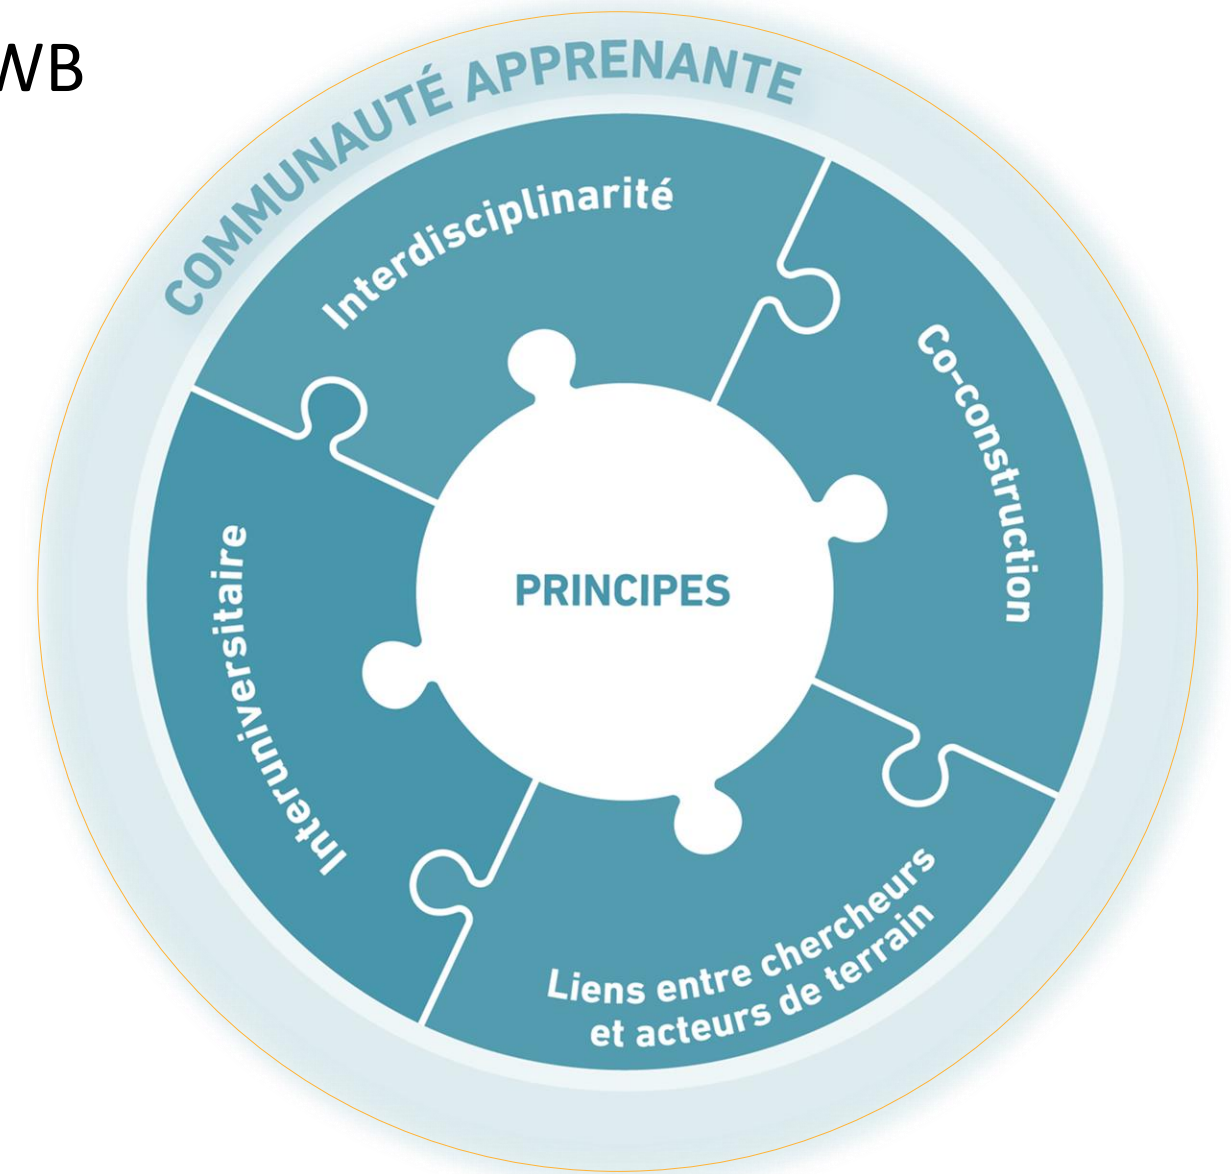 WB
COMMUNAUTÉ APPRENANTE
Interdisciplinarité
Co-construction
Interuniversitaire
PRINCIPES
Liens entre chercheurs
et acteurs de terrain